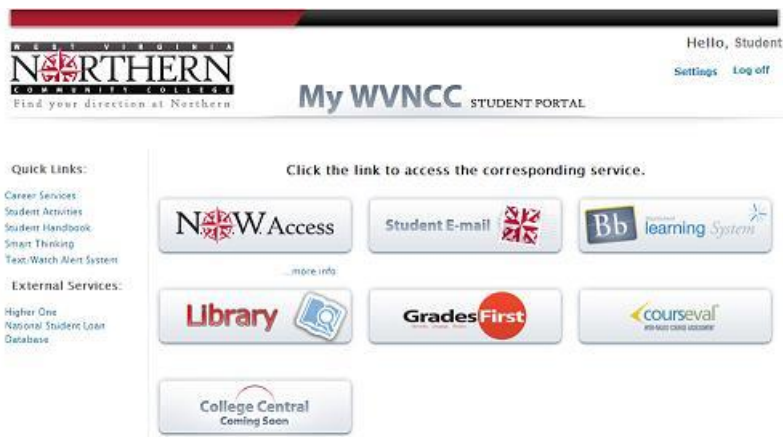 Hello, Student
Settings Log off
WEST VIRGINIA
NORTHERN
COMMUNITY COLLEGE
Find your direction at Northern
My WVNCC STUDENT PORTAL
Quick Links:
Career Services
Student Activities
Student Handbook
Smart Thinking
Text/Watch Alert System
External Services:
Higher One
National Student Loan
Database
Click the link to access the corresponding service.
NOW Access
Student E-mail
Bb learning System
...more info
Library
GradesFirst
courseval
College Central
Coming Soon